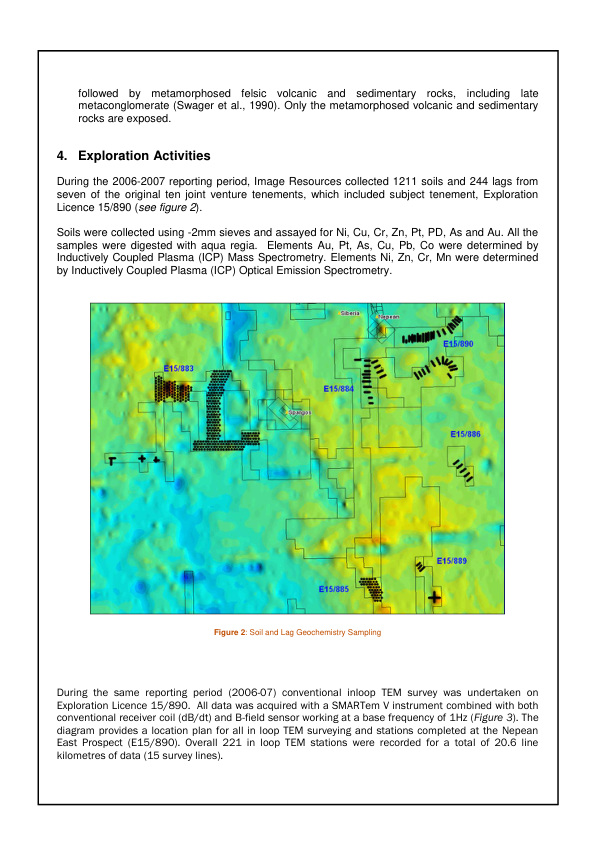 followed by metamorphosed felsic volcanic and sedimentary rocks, including late
metaconglomerate (Swager et al., 1990). Only the metamorphosed volcanic and sedimentary
rocks are exposed.
4. Exploration Activities
During the 2006-2007 reporting period, Image Resources collected 1211 soils and 244 lags from
seven of the original ten joint venture tenements, which included subject tenement, Exploration
Licence 15/890 (see figure 2).
Soils were collected using -2mm sieves and assayed for Ni, Cu, Cr, Zn, Pt, PD, As and Au. All the
samples were digested with aqua regia. Elements Au, Pt, As, Cu, Pb, Co were determined by
Inductively Coupled Plasma (ICP) Mass Spectrometry. Elements Ni, Zn, Cr, Mn were determined
by Inductively Coupled Plasma (ICP) Optical Emission Spectrometry.
Siberia
Nepean
E15/890
E15/883
E15/884
Spargos
E15/886
E15/889
E15/885
Figure 2: Soil and Lag Geochemistry Sampling
During the same reporting period (2006-07) conventional inloop TEM survey was undertaken on
Exploration Licence 15/890. All data was acquired with a SMARTem V instrument combined with both
conventional receiver coil (dB/dt) and B-field sensor working at a base frequency of 1Hz (Figure 3). The
diagram provides a location plan for all in loop TEM surveying and stations completed at the Nepean
East Prospect (E15/890). Overall 221 in loop TEM stations were recorded for a total of 20.6 line
kilometres of data (15 survey lines).